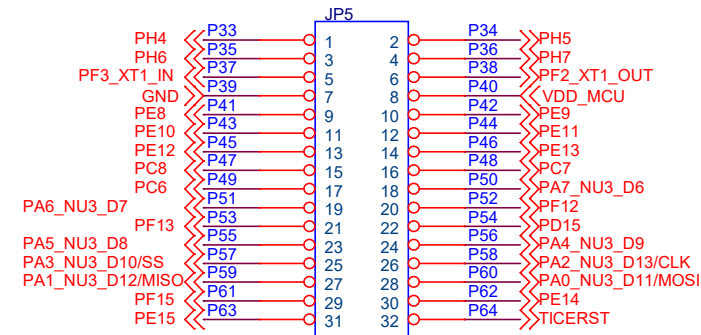 JP5
PH4 P33 1 2 P34 PH5
PH6 P35 3 4 P36 PH7
PF3_XT1_IN P37 5 6 P38 PF2_XT1_OUT
GND P39 7 8 P40 VDD_MCU
PE8 P41 9 10 P42 PE9
PE10 P43 11 12 P44 PE11
PE12 P45 13 14 P46 PE13
PC8 P47 15 16 P48 PC7
PC6 P49 17 18 P50 PA7_NU3_D6
PA6_NU3_D7 P51 19 20 P52 PF12
PF13 P53 21 22 P54 PD15
PA5_NU3_D8 P55 23 24 P56 PA4_NU3_D9
PA3_NU3_D10/SS P57 25 26 P58 PA2_NU3_D13/CLK
PA1_NU3_D12/MISO P59 27 28 P60 PA0_NU3_D11/MOSI
PF15 P61 29 30 P62 PE14
PE15 P63 31 32 P64 TICERST